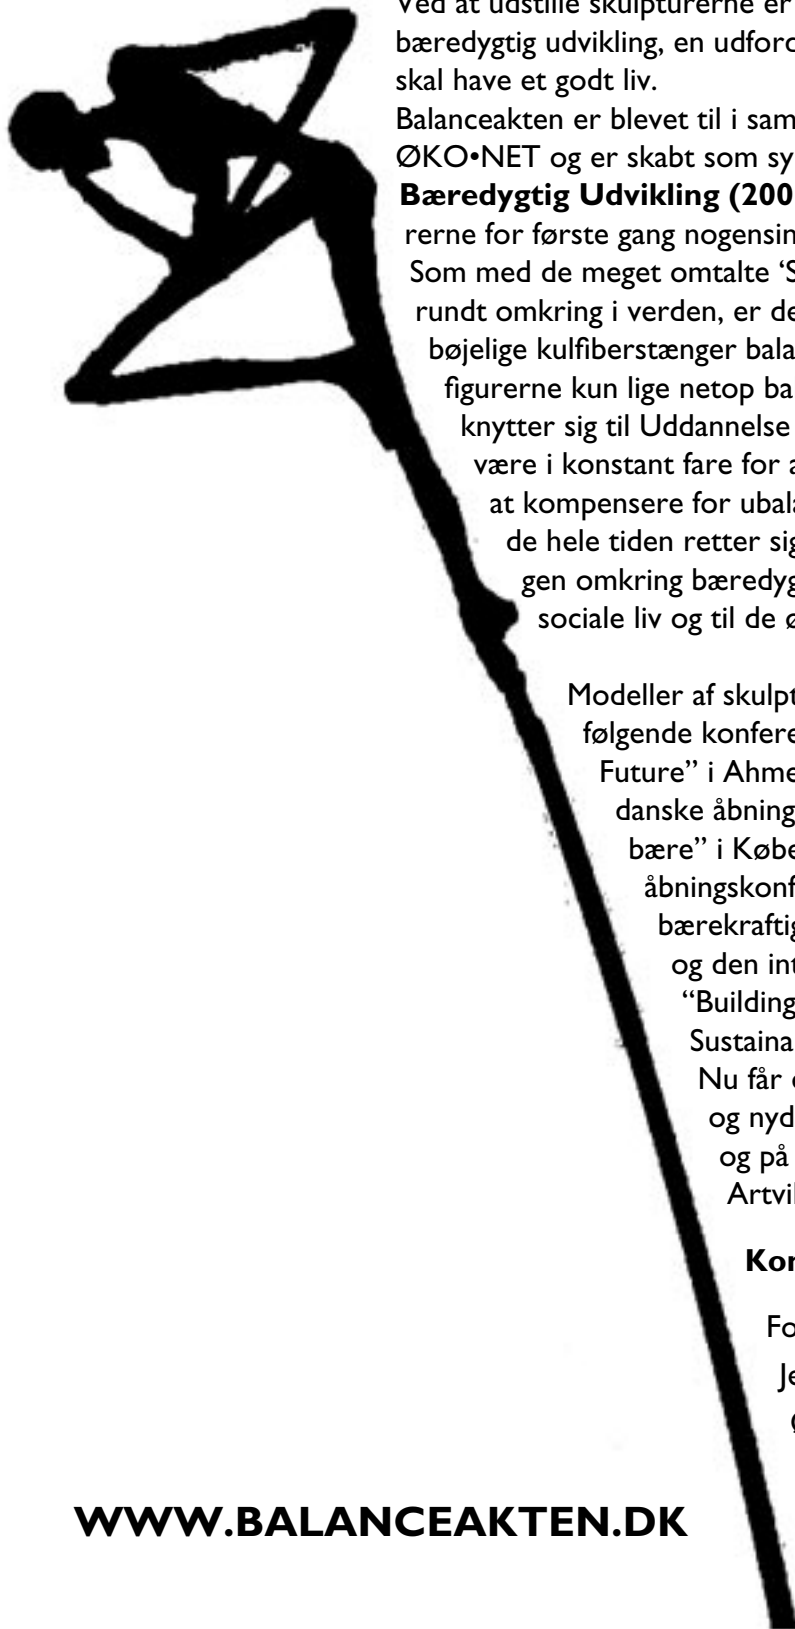 Ved at udstille skulpturerne er
bæredygtig udvikling, en udford
skal have et godt liv.
Balanceakten er blevet til i sam
ØKO•NET og er skabt som sy
Bæredygtig Udvikling (200
rerne for første gang nogensin
Som med de meget omtalte ‘S
rundt omkring i verden, er de
bøjelige kulfiberstænger bala
figurerne kun lige netop ba
knytter sig til Uddannelse
være i konstant fare for a
at kompensere for ubala
de hele tiden retter sig
gen omkring bæredyg
sociale liv og til de ø
Modeller af skulpt
følgende konfere
Future” i Ahme
danske åbning
bære” i Købe
åbningskonf
bærekraftig
og den int
“Building
Sustaina
Nu får
og nyd
og på
Artvil
Kor
Fo
Je
WWW.BALANCEAKTEN.DK